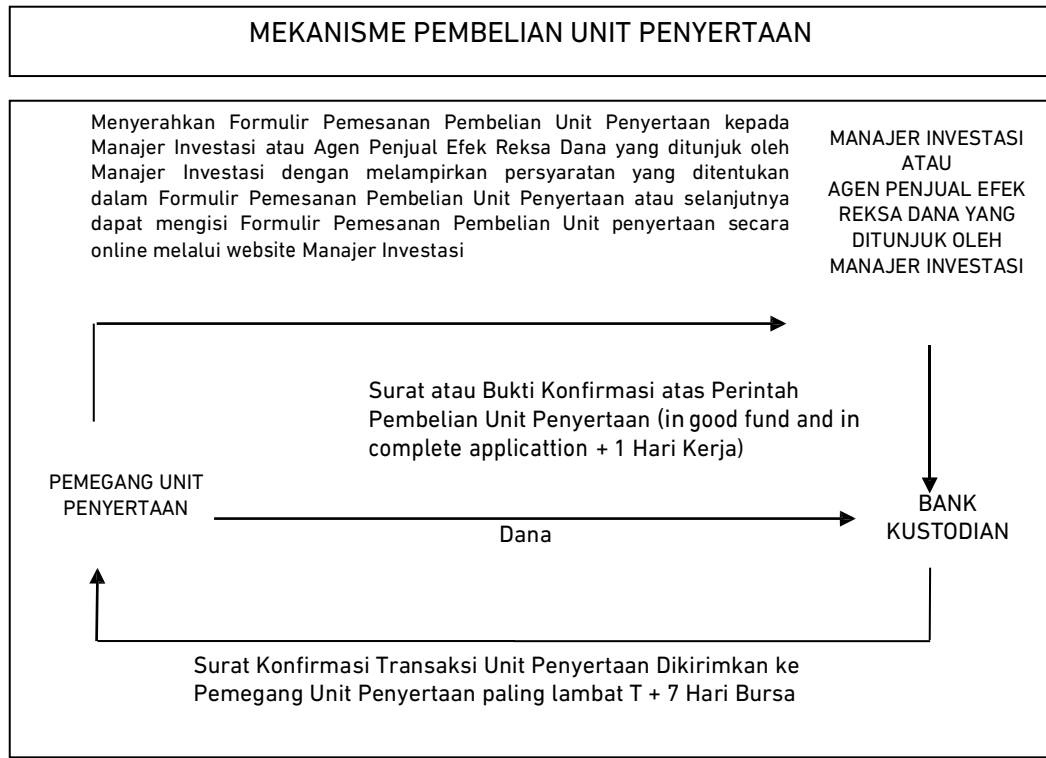 MEKANISME PEMBELIAN UNIT PENYERTAAN
Menyerahkan Formulir Pemesanan Pembelian Unit Penyertaan kepada
Manajer Investasi atau Agen Penjual Efek Reksa Dana yang ditunjuk oleh
Manajer Investasi dengan melampirkan persyaratan yang ditentukan
dalam Formulir Pemesanan Pembelian Unit Penyertaan atau selanjutnya
dapat mengisi Formulir Pemesanan Pembelian Unit penyertaan secara
online melalui website Manajer Investasi
MANAJER INVESTASI
ATAU
AGEN PENJUAL EFEK
REKSA DANA YANG
DITUNJUK OLEH
MANAJER INVESTASI
Surat atau Bukti Konfirmasi atas Perintah
Pembelian Unit Penyertaan (in good fund and in
complete applicattion + 1 Hari Kerja)
PEMEGANG UNIT
PENYERTAAN
Dana
BANK
KUSTODIAN
Surat Konfirmasi Transaksi Unit Penyertaan Dikirimkan ke
Pemegang Unit Penyertaan paling lambat T + 7 Hari Bursa